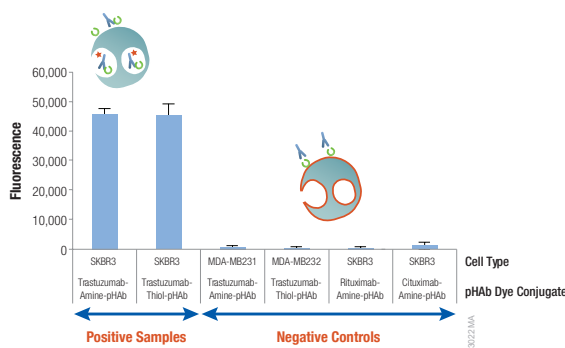 60,000
50,000
40,000
30,000
20,000
10,000
0
Fluorescence
SKBR3 SKBR3 MDA-MB231 MDA-MB232 SKBR3 SKBR3 Cell Type
Trastuzumab- Trastuzumab- Trastuzumab- Trastuzumab- Rituximab- Cituximab-
Amine-pHAb Thiol-pHAb Amine-pHAb Thiol-pHAb Amine-pHAb Amine-pHAb
pHAb Dye Conjugate
Positive Samples Negative Controls
3022MA